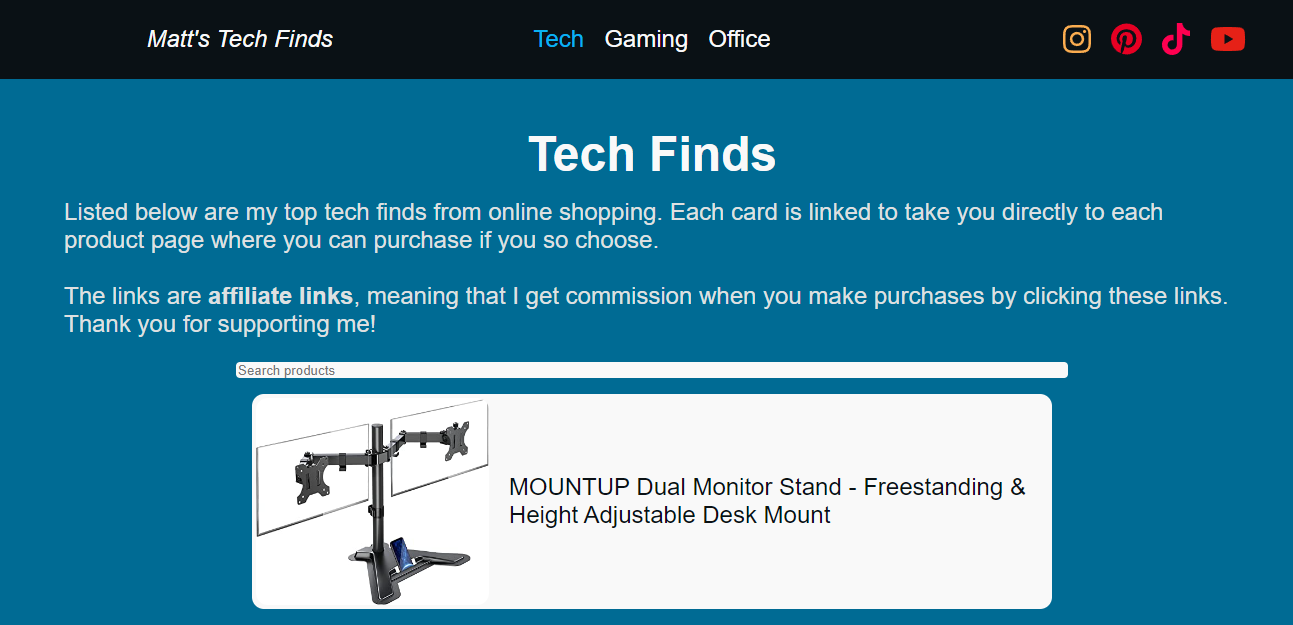 Matt's Tech Finds
Tech Gaming Office
Tech Finds
Listed below are my top tech finds from online shopping. Each card is linked to take you directly to each
product page where you can purchase if you so choose.
The links are affiliate links, meaning that I get commission when you make purchases by clicking these links.
Thank you for supporting me!
Search products
MOUNTUP Dual Monitor Stand - Freestanding &
Height Adjustable Desk Mount